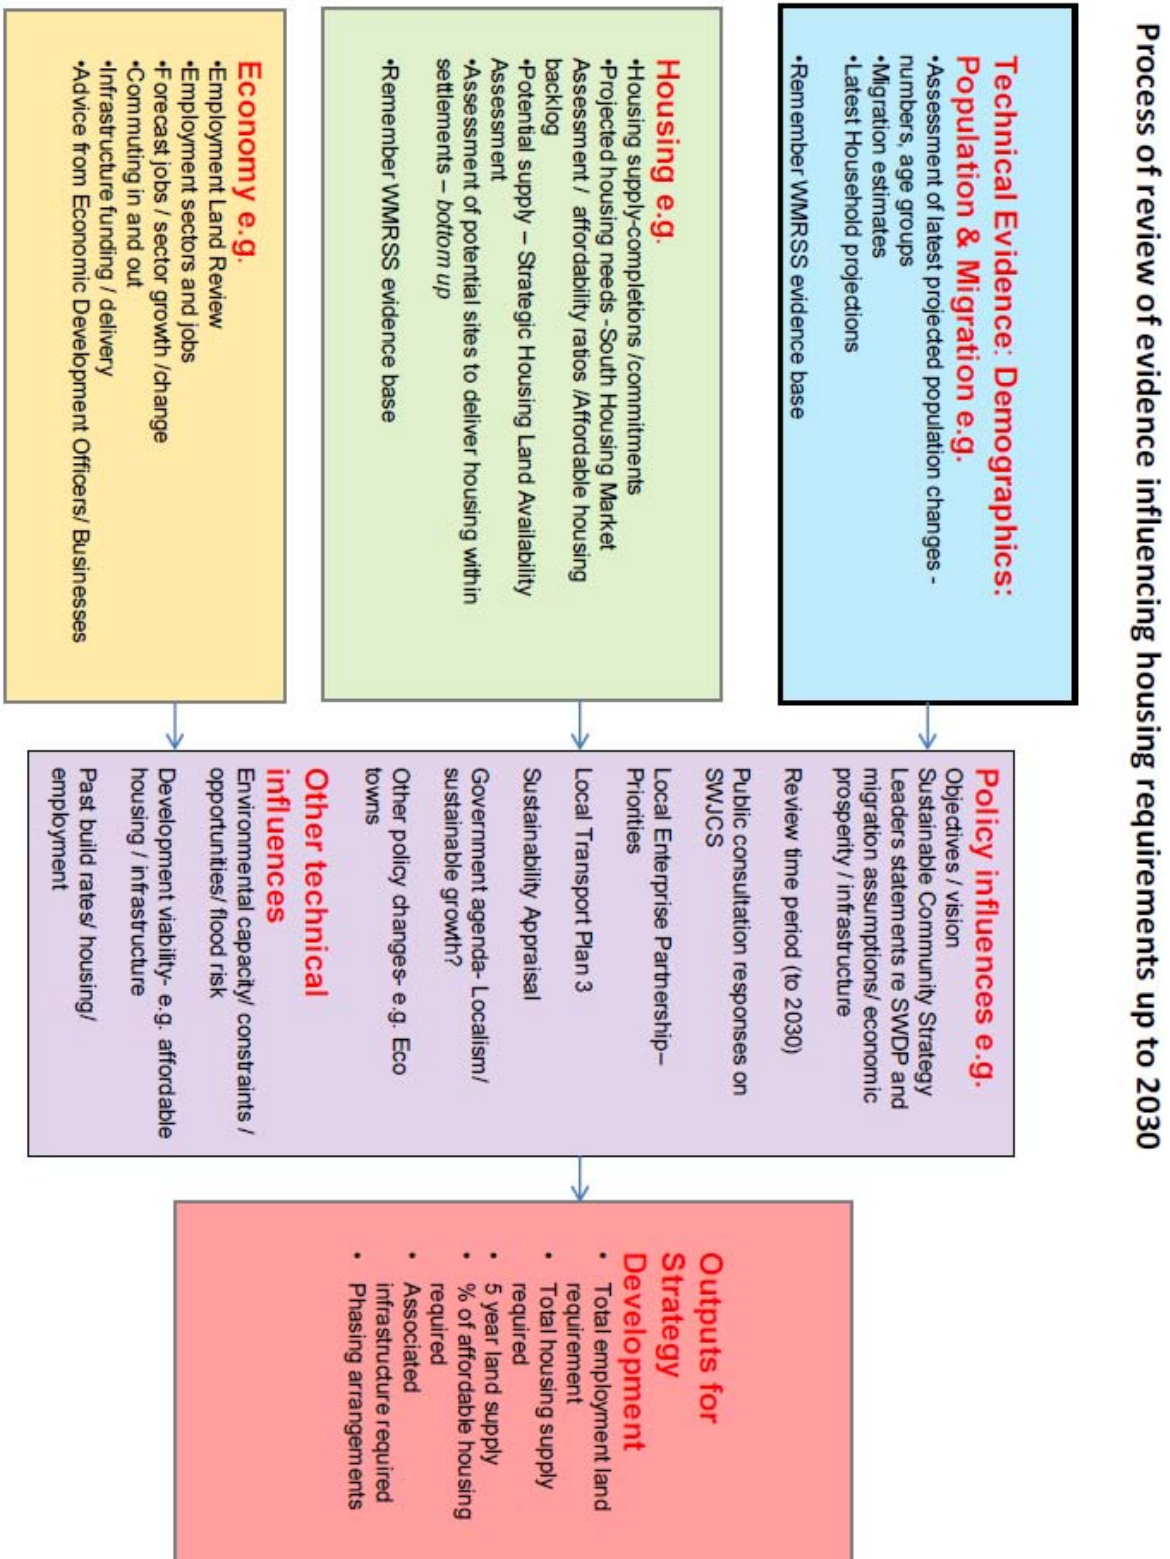 Process of review of evidence influencing housing requirements up to 2030
Technical Evidence: Demographics:
Population & Migration e.g.
•Assessment of latest projected population changes -
numbers, age groups
•Migration estimates
•Latest Household projections
•Remember WMRSS evidence base
Housing e.g.
•Housing supply-completions /commitments
•Projected housing needs -South Housing Market
Assessment / affordability ratios /Affordable housing
backlog
•Potential supply – Strategic Housing Land Availability
Assessment
•Assessment of potential sites to deliver housing within
settlements – bottom up
•Remember WMRSS evidence base
Economy e.g.
•Employment Land Review
•Employment sectors and jobs
•Forecast jobs / sector growth /change
•Commuting in and out
•Infrastructure funding / delivery
•Advice from Economic Development Officers/ Businesses
Policy influences e.g.
Objectives / vision
Sustainable Community Strategy
Leaders statements re SWDP and
migration assumptions/ economic
prosperity / infrastructure
Review time period (to 2030)
Public consultation responses on
SWJCS
Local Enterprise Partnership–
Priorities
Local Transport Plan 3
Sustainability Appraisal
Government agenda- Localism/
sustainable growth?
Other policy changes- e.g. Eco
towns
Other technical
influences
Environmental capacity/ constraints /
opportunities/ flood risk
Development viability- e.g. affordable
housing / infrastructure
Past build rates/ housing/
employment
Outputs for
Strategy
Development
• Total employment land
requirement
• Total housing supply
required
• 5 year land supply
• % of affordable housing
required
• Associated
infrastructure required
• Phasing arrangements